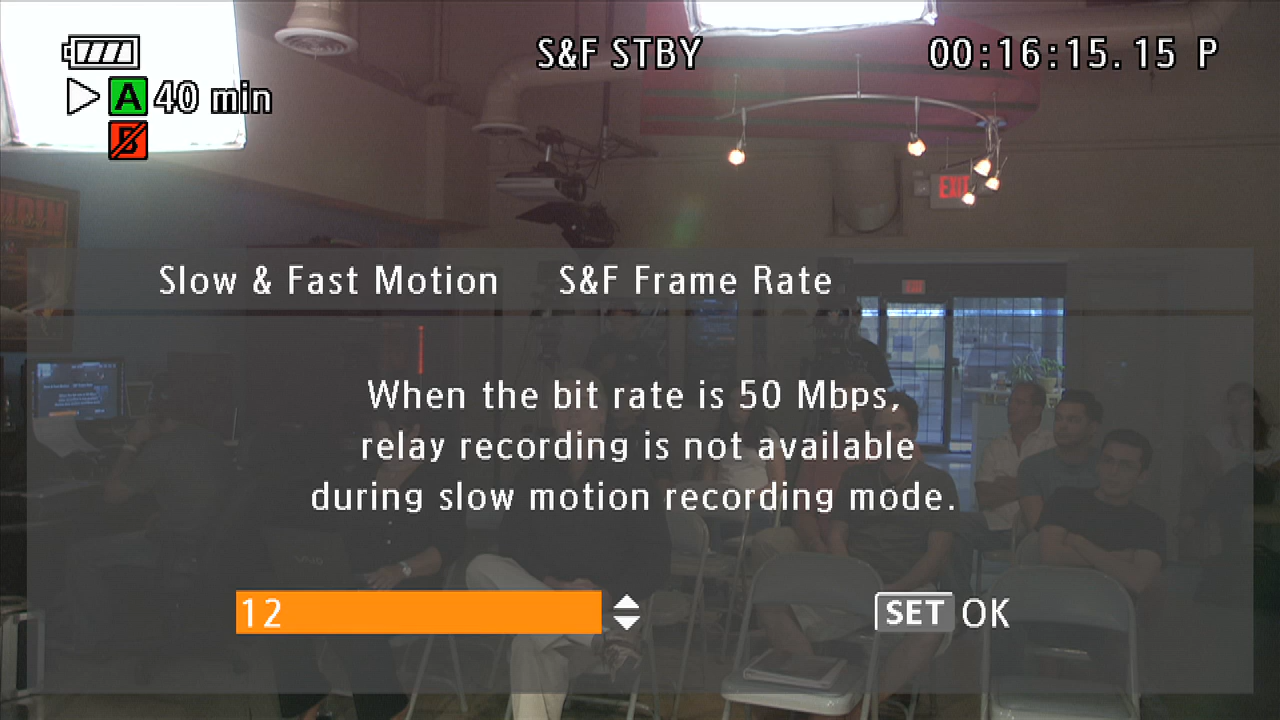 S&F STBY
00:16:15.15 P
A 40 min
B
Slow & Fast Motion S&F Frame Rate
EXIT
When the bit rate is 50 Mbps,
relay recording is not available
during slow motion recording mode.
12
SET OK